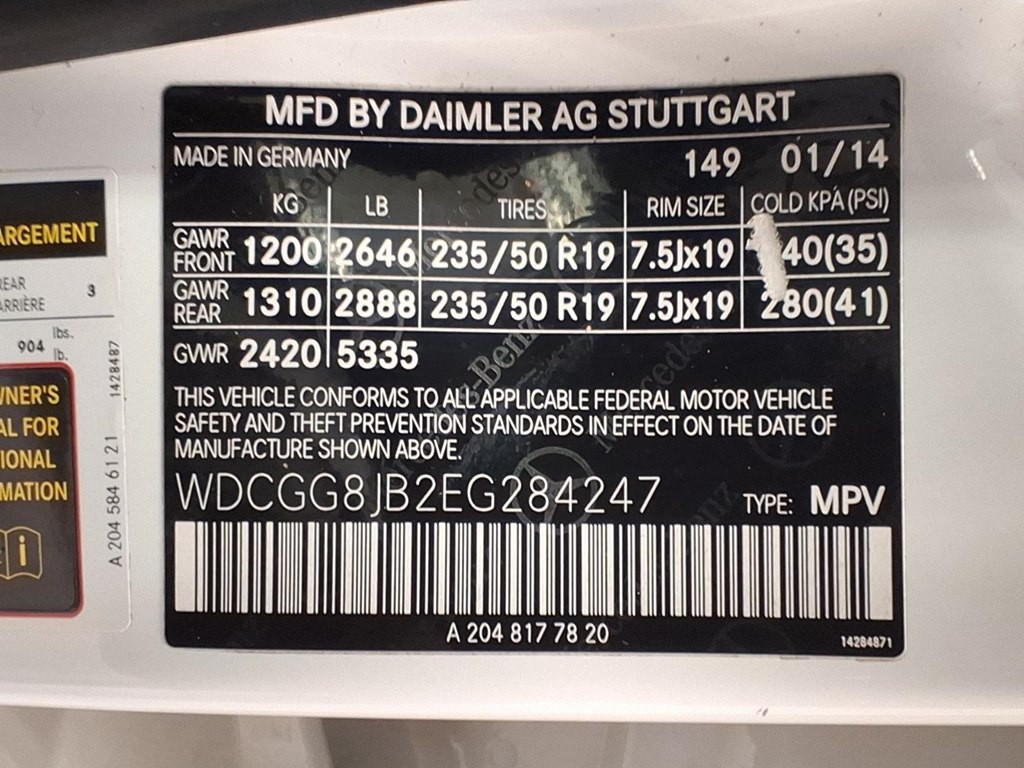 MFD BY DAIMLER AG STUTTGART
MADE IN GERMANY 149 01/14
KG LB TIRES RIM SIZE COLD KPA (PSI)
GAWR FRONT 1200 2646 235/50 R19 7.5Jx19 40(35)
GAWR REAR 1310 2888 235/50 R19 7.5Jx19 280(41)
GVWR 2420 5335
THIS VEHICLE CONFORMS TO ALL APPLICABLE FEDERAL MOTOR VEHICLE
SAFETY AND THEFT PREVENTION STANDARDS IN EFFECT ON THE DATE OF
MANUFACTURE SHOWN ABOVE.
WDCGG8JB2EG284247 TYPE: MPV
A 204 817 78 20
14284871
ARGEMENT
EAR
ARRIÈRE 3
904 lbs.
lb.
WNER'S
AL FOR
IONAL
MATION
i
A 204 584 61 21 1428487
Mercedes-Benz